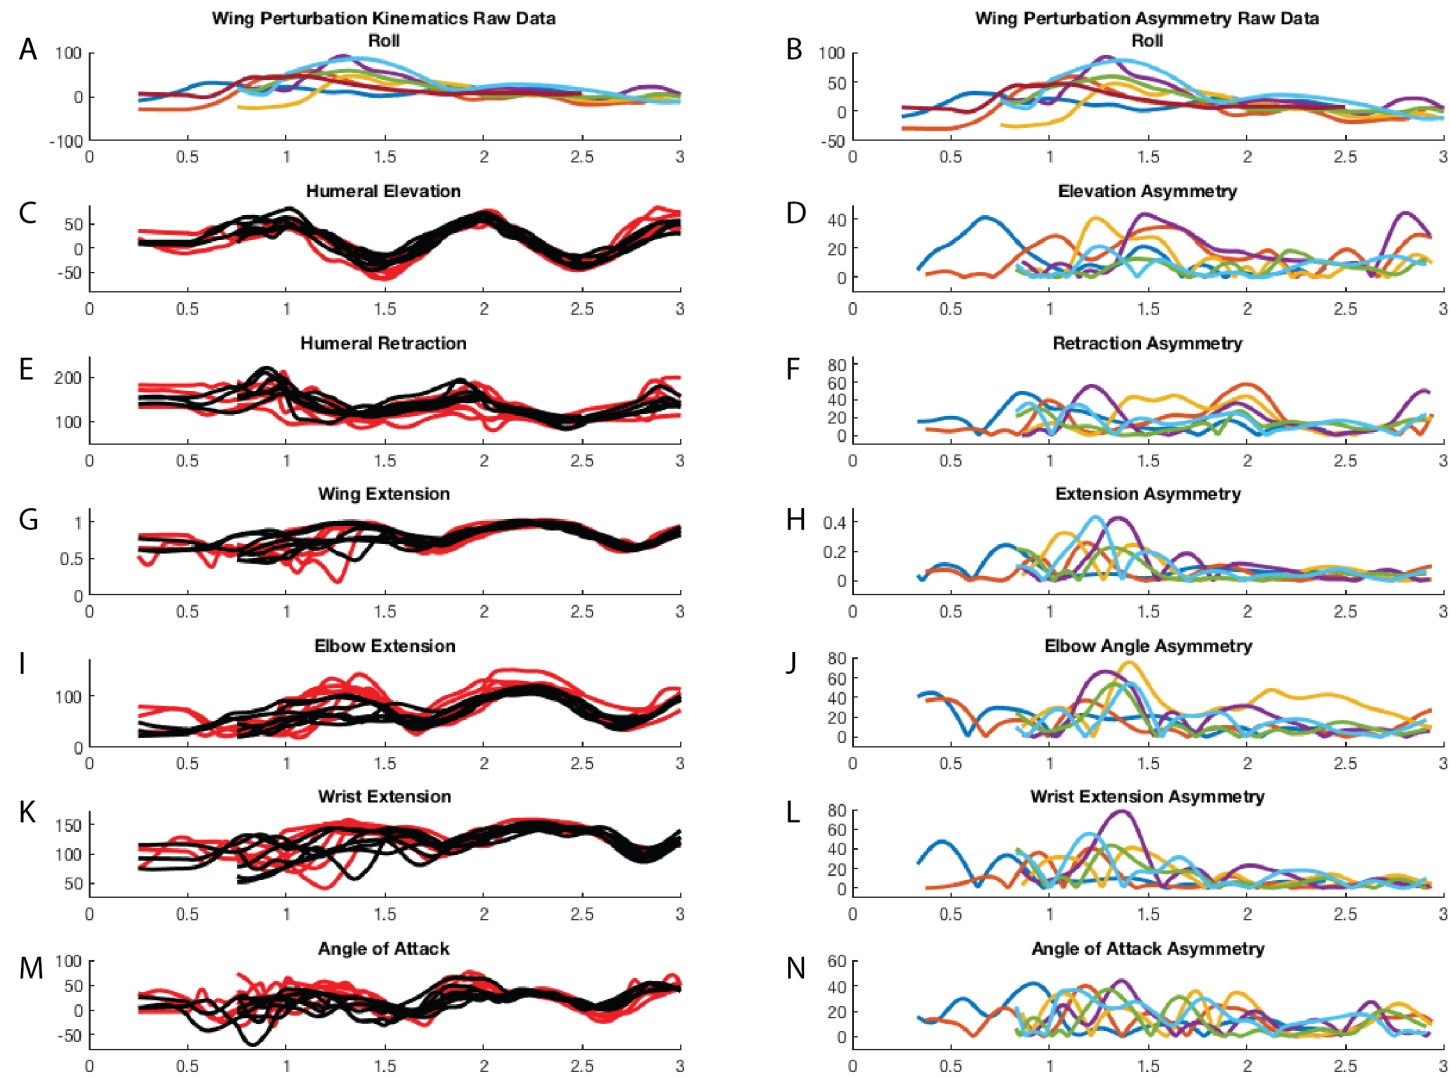 Wing Perturbation Kinematics Raw Data
Wing Perturbation Asymmetry Raw Data
A
Roll
100
0
-100
0 0.5 1 1.5 2 2.5 3
B
Roll
100
50
0
-50
0 0.5 1 1.5 2 2.5 3
C
Humeral Elevation
50
0
-50
0 0.5 1 1.5 2 2.5 3
D
Elevation Asymmetry
40
20
0
0 0.5 1 1.5 2 2.5 3
E
Humeral Retraction
200
100
0 0.5 1 1.5 2 2.5 3
F
Retraction Asymmetry
80
60
40
20
0
0 0.5 1 1.5 2 2.5 3
G
Wing Extension
1
0.5
0
0 0.5 1 1.5 2 2.5 3
H
Extension Asymmetry
0.4
0.2
0
0 0.5 1 1.5 2 2.5 3
I
Elbow Extension
100
0
0 0.5 1 1.5 2 2.5 3
J
Elbow Angle Asymmetry
80
60
40
20
0
0 0.5 1 1.5 2 2.5 3
K
Wrist Extension
150
100
50
0 0.5 1 1.5 2 2.5 3
L
Wrist Extension Asymmetry
80
60
40
20
0
0 0.5 1 1.5 2 2.5 3
M
Angle of Attack
100
50
0
-50
0 0.5 1 1.5 2 2.5 3
N
Angle of Attack Asymmetry
60
40
20
0
0 0.5 1 1.5 2 2.5 3